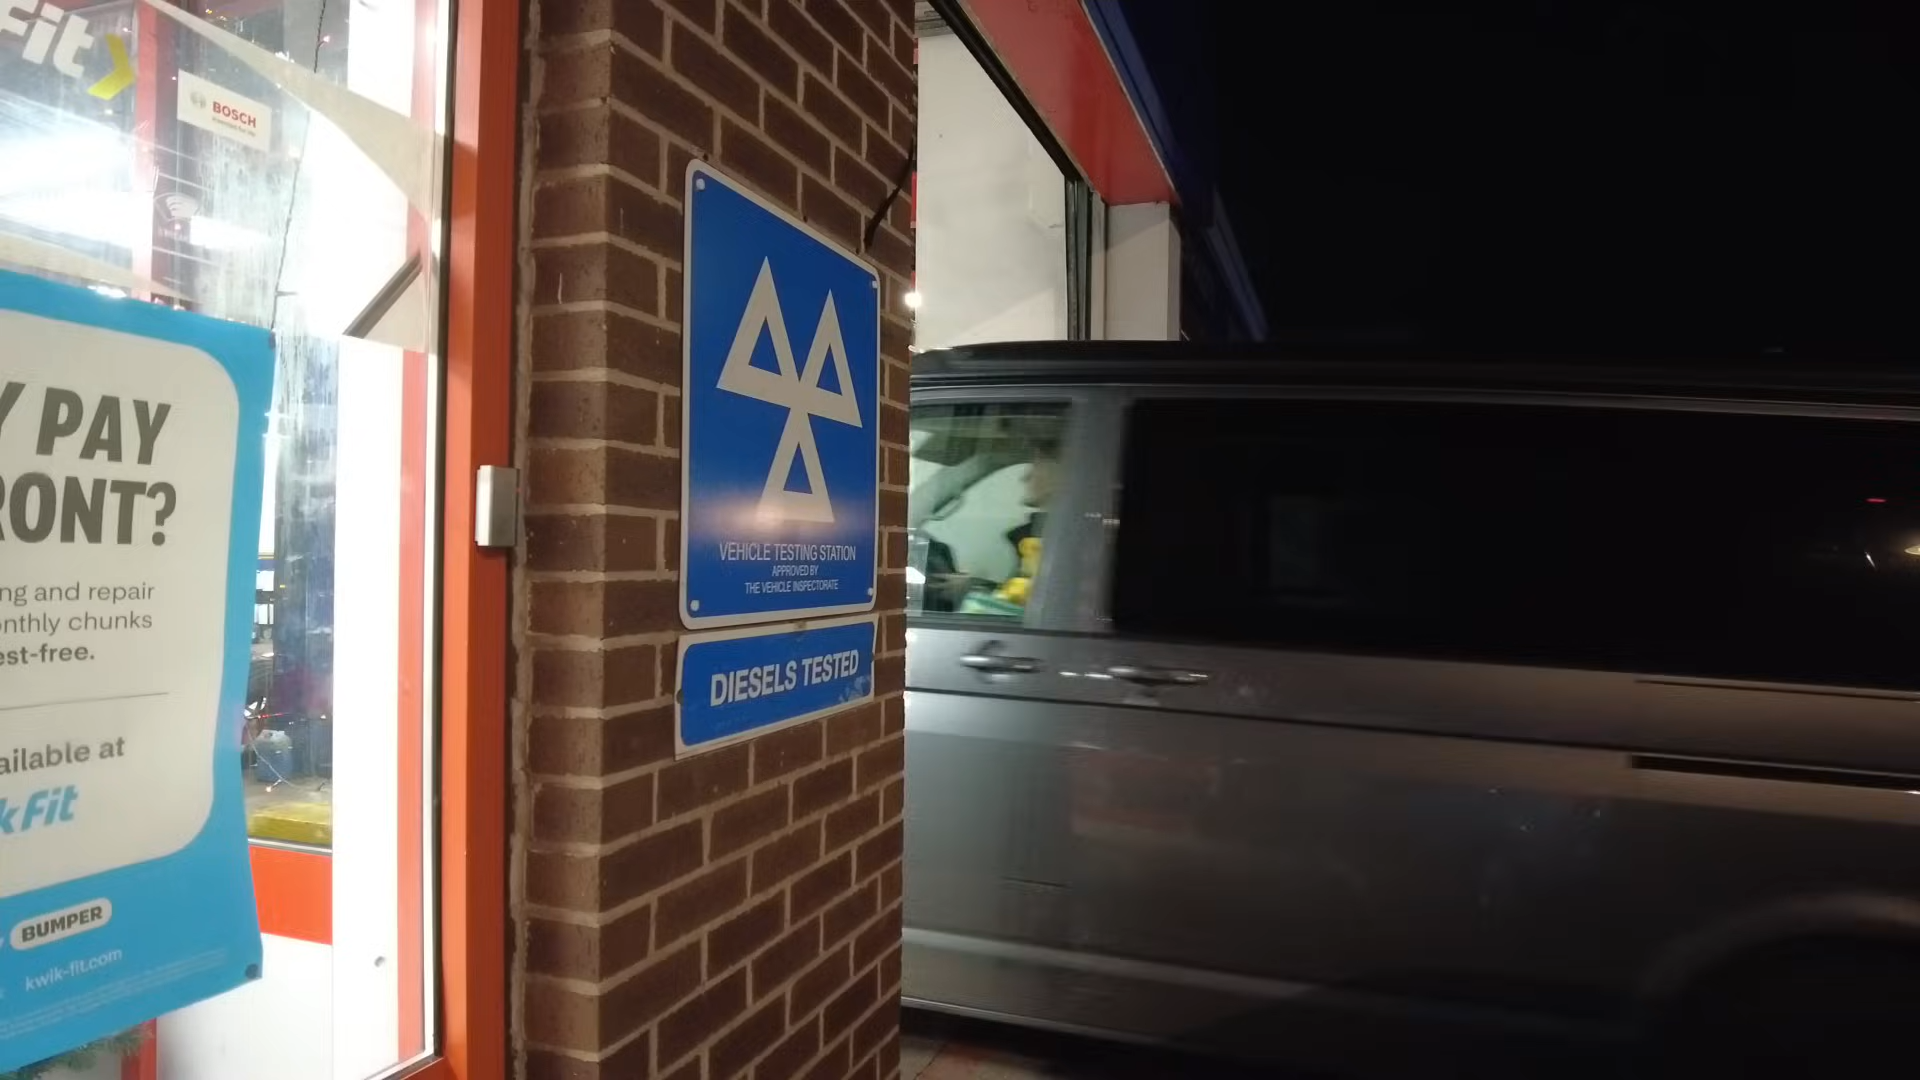 Fit
BOSCH
Y PAY
RONT?
ng and repair
onthly chunks
est-free.
ailable at
kFit
BUMPER
kwik-fit.com
VEHICLE TESTING STATION
APPROVED BY
THE VEHICLE INSPECTORATE
DIESELS TESTED